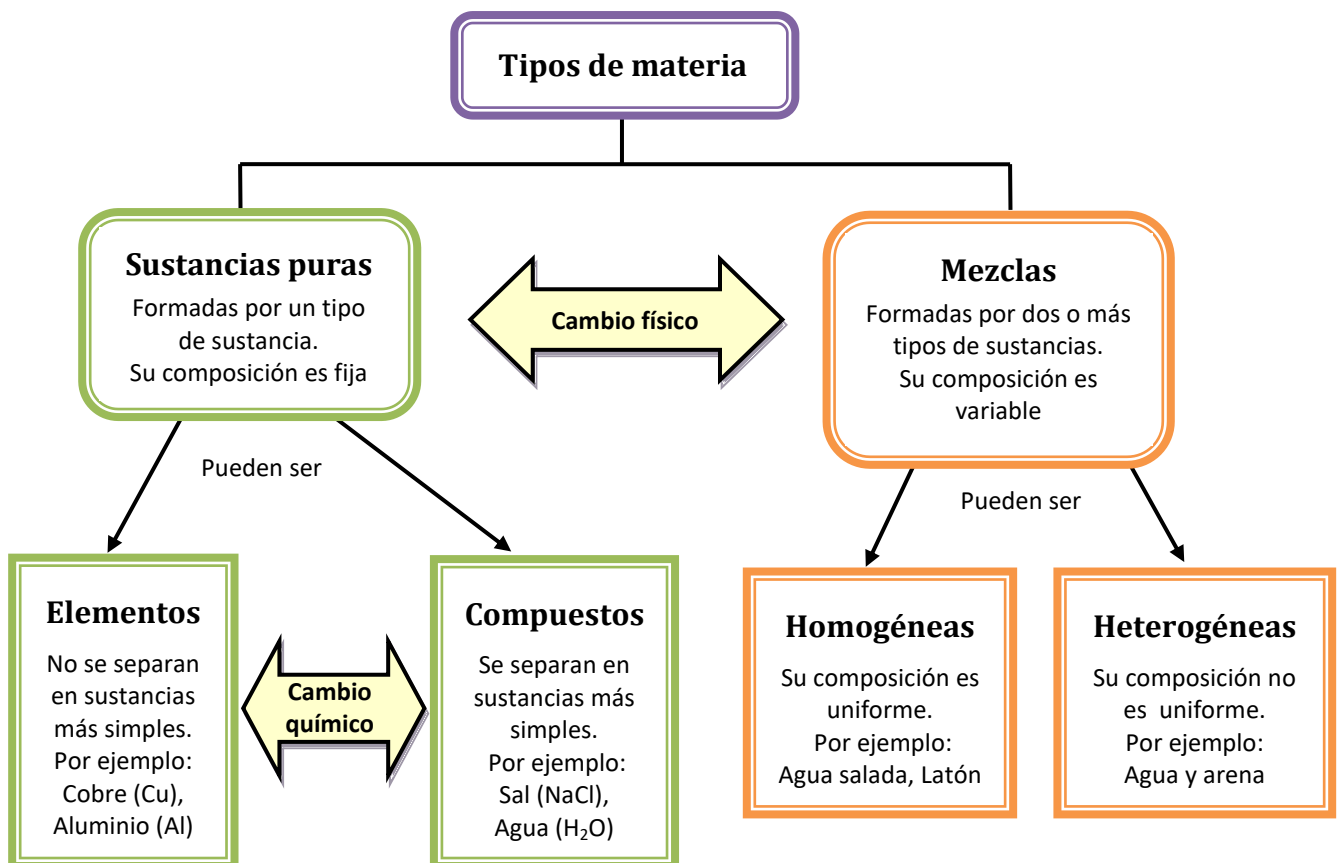 Tipos de materia
Sustancias puras
Formadas por un tipo
de sustancia.
Su composición es fija
Cambio físico
Mezclas
Formadas por dos o más
tipos de sustancias.
Su composición es
variable
Pueden ser
Pueden ser
Elementos
No se separan
en sustancias
más simples.
Por ejemplo:
Cobre (Cu),
Aluminio (Al)
Cambio
químico
Compuestos
Se separan en
sustancias más
simples.
Por ejemplo:
Sal (NaCl),
Agua (H₂O)
Homogéneas
Su composición es
uniforme.
Por ejemplo:
Agua salada, Latón
Heterogéneas
Su composición no
es uniforme.
Por ejemplo:
Agua y arena